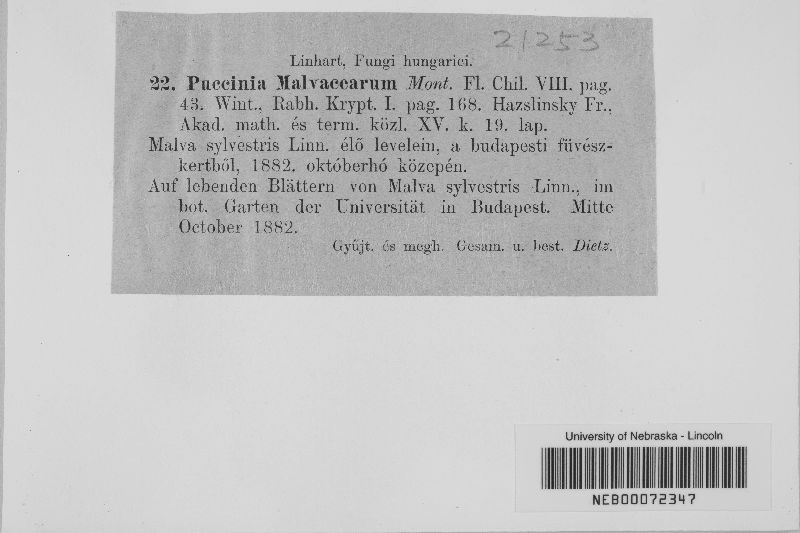 21253
Linhart, Fungi hungarici.
22. Puccinia Malvacearum Mont. Fl. Chil. VIII. pag.
43. Wint., Rabh. Krypt. I. pag. 168. Hazslinsky Fr.,
Akad. math. és term. közl. XV. k. 19. lap.
Malva sylvestris Linn. élő levelein, a budapesti füvész-
kertből, 1882. októberhó közepén.
Auf lebenden Blättern von Malva sylvestris Linn., im
bot. Garten der Universität in Budapest. Mitte
October 1882.
Gyűjt. és megh. Gesam. u. best. Dietz.
University of Nebraska - Lincoln
NEB00072347